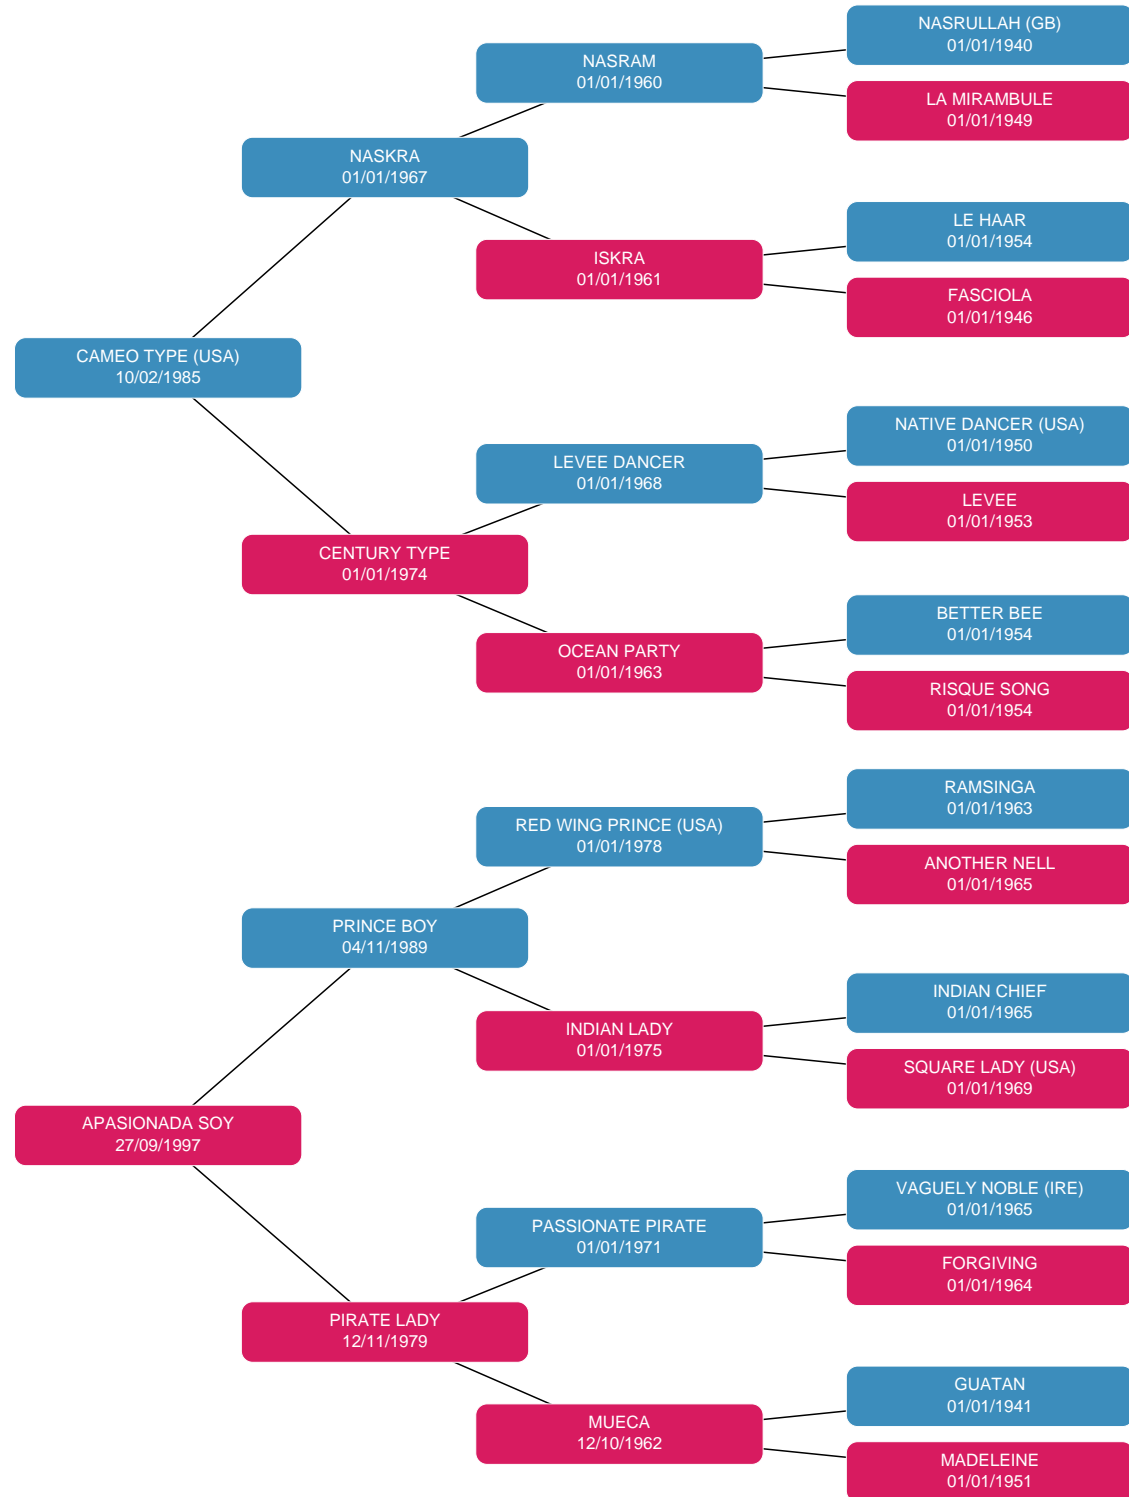 NASRULLAH (GB)
01/01/1940
NASRAM
01/01/1960
LA MIRAMBULE
01/01/1949
NASKRA
01/01/1967
LE HAAR
01/01/1954
ISKRA
01/01/1961
FASCIOLA
01/01/1946
CAMEO TYPE (USA)
10/02/1985
NATIVE DANCER (USA)
01/01/1950
LEVEE DANCER
01/01/1968
LEVEE
01/01/1953
CENTURY TYPE
01/01/1974
BETTER BEE
01/01/1954
OCEAN PARTY
01/01/1963
RISQUE SONG
01/01/1954
RAMSINGA
01/01/1963
RED WING PRINCE (USA)
01/01/1978
ANOTHER NELL
01/01/1965
PRINCE BOY
04/11/1989
INDIAN CHIEF
01/01/1965
INDIAN LADY
01/01/1975
SQUARE LADY (USA)
01/01/1969
APASIONADA SOY
27/09/1997
VAGUELY NOBLE (IRE)
01/01/1965
PASSIONATE PIRATE
01/01/1971
FORGIVING
01/01/1964
PIRATE LADY
12/11/1979
GUATAN
01/01/1941
MUECA
12/10/1962
MADELEINE
01/01/1951